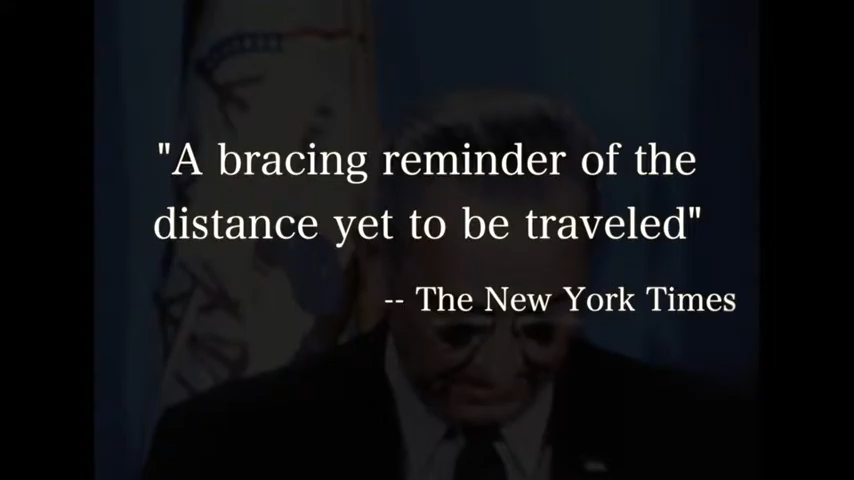 "A bracing reminder of the
distance yet to be traveled"
-- The New York Times